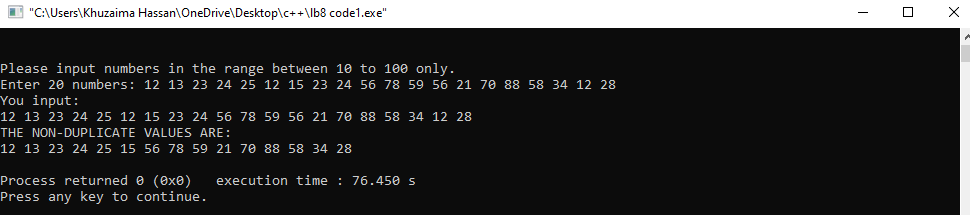 "C:\Users\Khuzaima Hassan\OneDrive\Desktop\c++\lb8 code1.exe"
Please input numbers in the range between 10 to 100 only.
Enter 20 numbers: 12 13 23 24 25 12 15 23 24 56 78 59 56 21 70 88 58 34 12 28
You input:
12 13 23 24 25 12 15 23 24 56 78 59 56 21 70 88 58 34 12 28
THE NON-DUPLICATE VALUES ARE:
12 13 23 24 25 15 56 78 59 21 70 88 58 34 28
Process returned 0 (0x0)   execution time : 76.450 s
Press any key to continue.